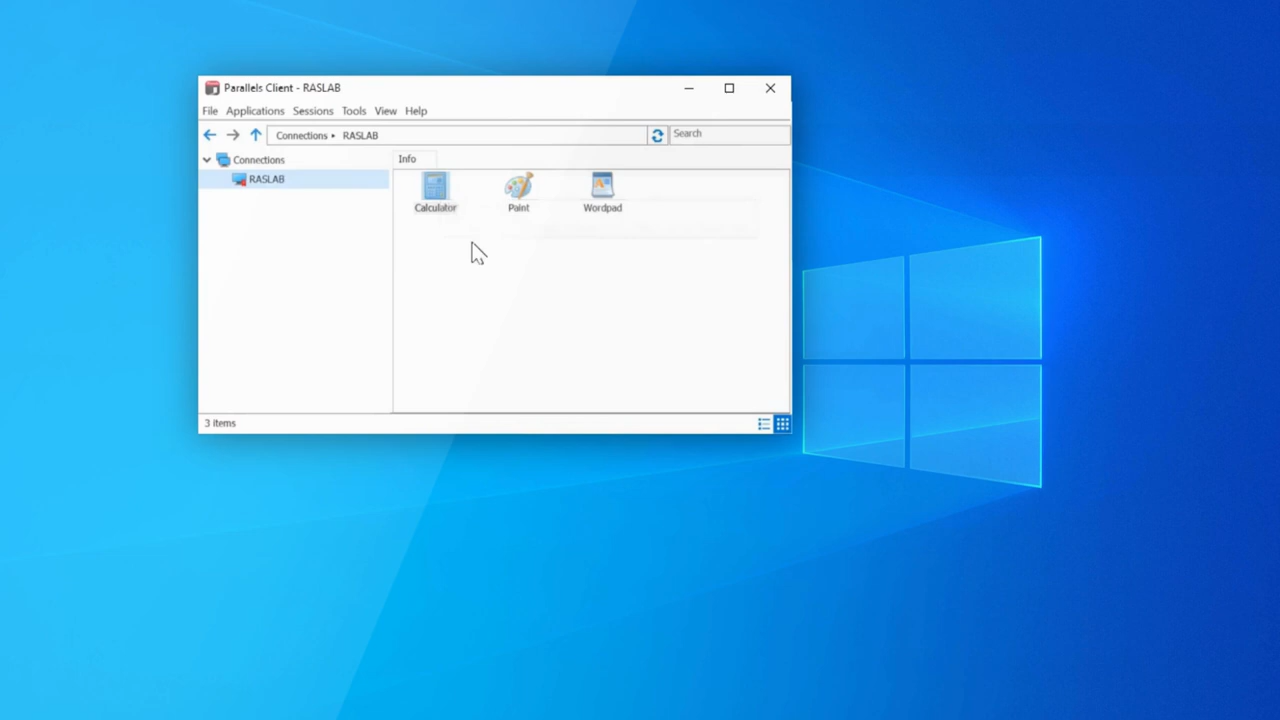 Parallels Client - RASLAB
File Applications Sessions Tools View Help
Connections ▸ RASLAB Search
Connections
RASLAB
Info
Calculator Paint Wordpad
3 items